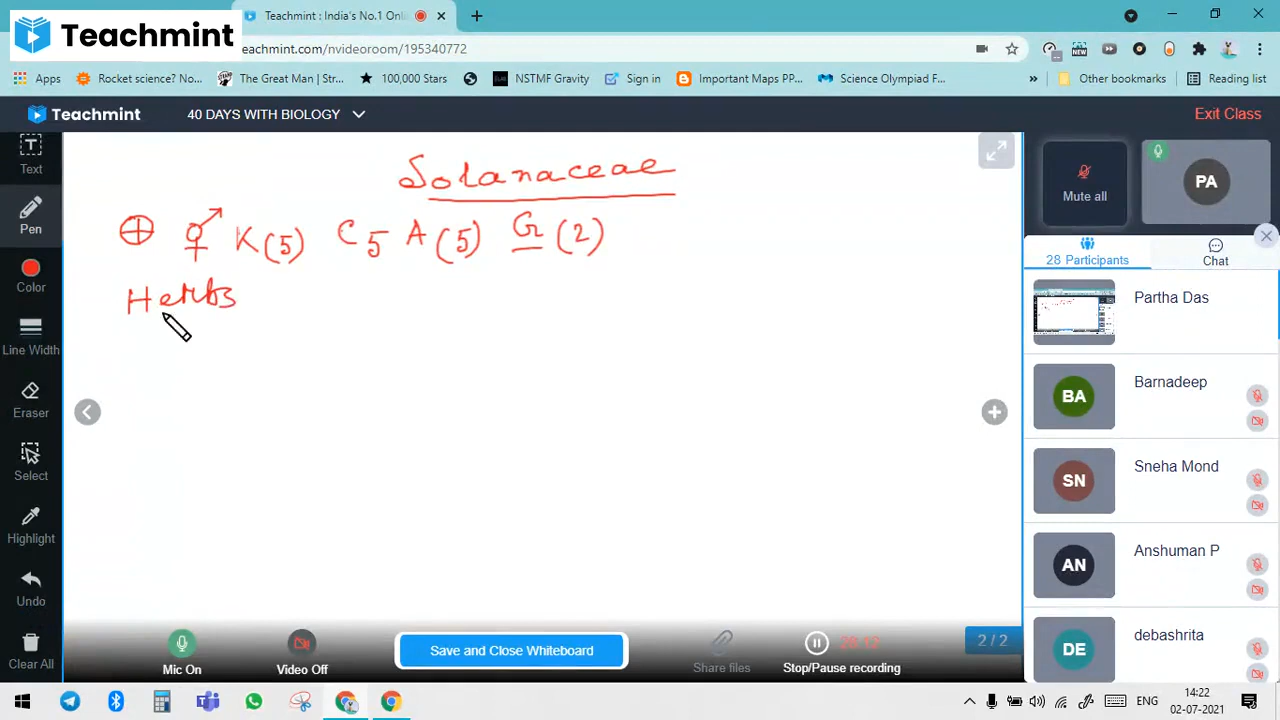 Teachmint : India's No.1 Onl
Teachmint
eachmint.com/nvideoroom/195340772
NEW
Apps
Rocket science? No...
The Great Man | Str...
100,000 Stars
NSTMF Gravity
Sign in
Important Maps PP...
Science Olympiad F...
»
Other bookmarks
Reading list
Teachmint
40 DAYS WITH BIOLOGY
Exit Class
Text
Pen
Color
Line Width
Eraser
Select
Highlight
Undo
Clear All
Solanaceae
⊕ ⚥ K(5) C5 A(5) G(2)
Herbs
Mute all
PA
28 Participants
Chat
Partha Das
BA
Barnadeep
SN
Sneha Mond
AN
Anshuman P
DE
debashrita
Mic On
Video Off
Save and Close Whiteboard
Share files
Stop/Pause recording
2 / 2
ENG
14:22
02-07-2021